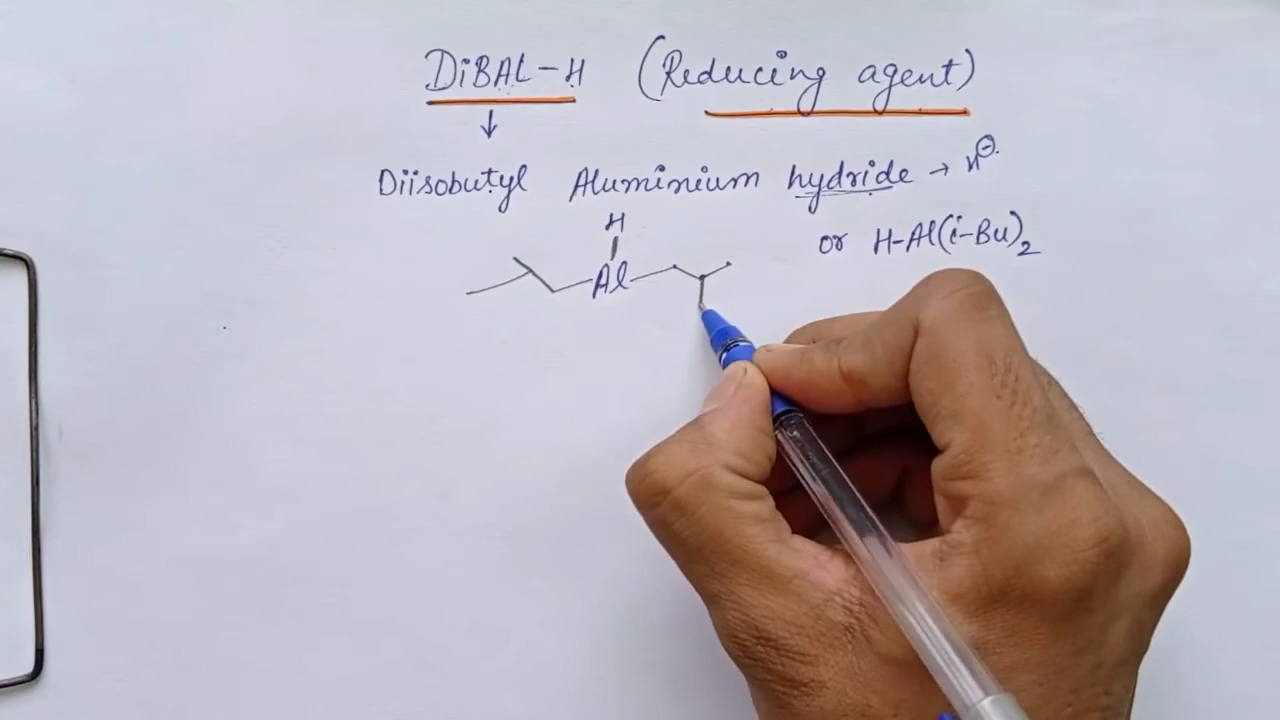 DiBAL-H (Reducing agent)
↓
Diisobutyl Aluminium hydride → H⊖
or H-Al(i-Bu)₂
H
Al